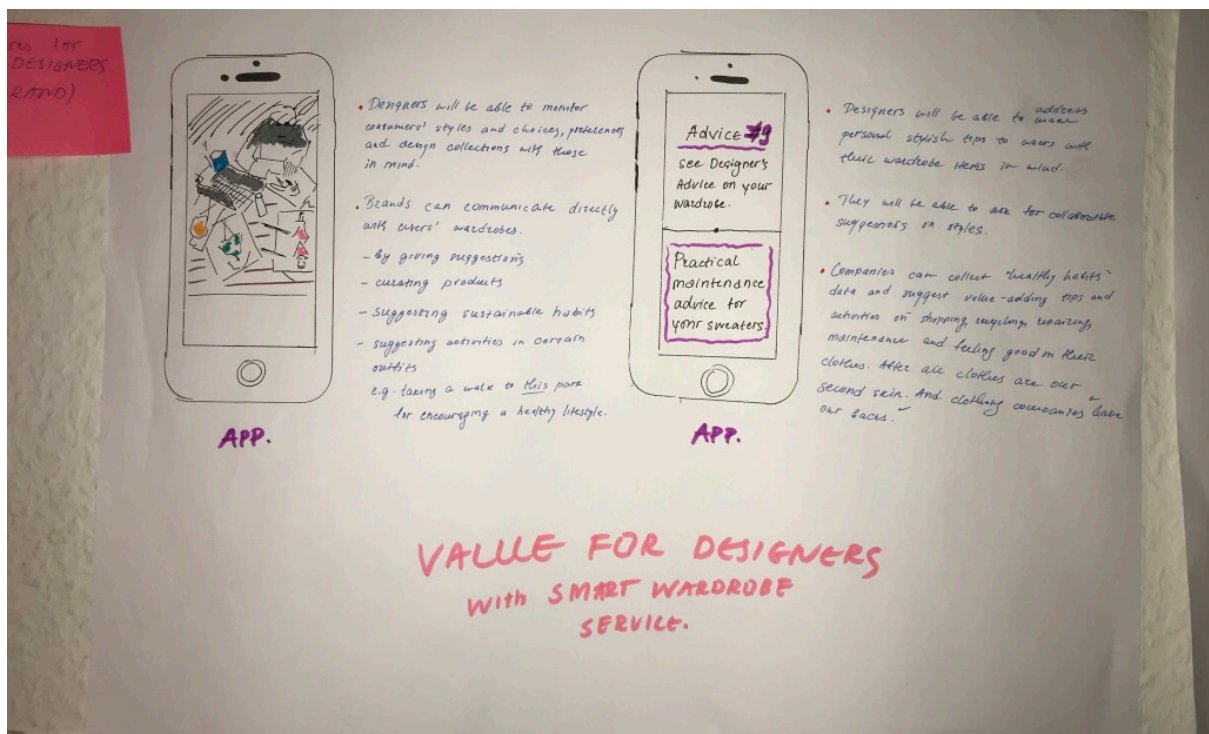 for
DESIGNERS
• Designers will be able to monitor
consumers' styles and choices, preferences
and design collections with those
in mind.
• Brands can communicate directly
with users' wardrobes.
- by giving suggestions
- curating products
- suggesting sustainable habits
- suggesting activities in certain
outfits
e.g. taking a walk to this park
for encouraging a healthy lifestyle.
APP.
Advice #9
see Designer's
Advice on your
wardrobe.
Practical
maintenance
advice for
your sweaters.
APP.
• Designers will be able to make address
personal stylish tips to users with
their wardrobe items in mind.
• They will be able to ask for collaborative
suggestions on styles.
• Companies can collect "healthy habits"
data and suggest value-adding tips and
activities on shopping, recycling, repairing,
maintenance and feeling good in their
clothes. After all clothes are our
second skin. And clothing companies "have
our backs."
VALUE FOR DESIGNERS
With SMART WARDROBE
SERVICE.